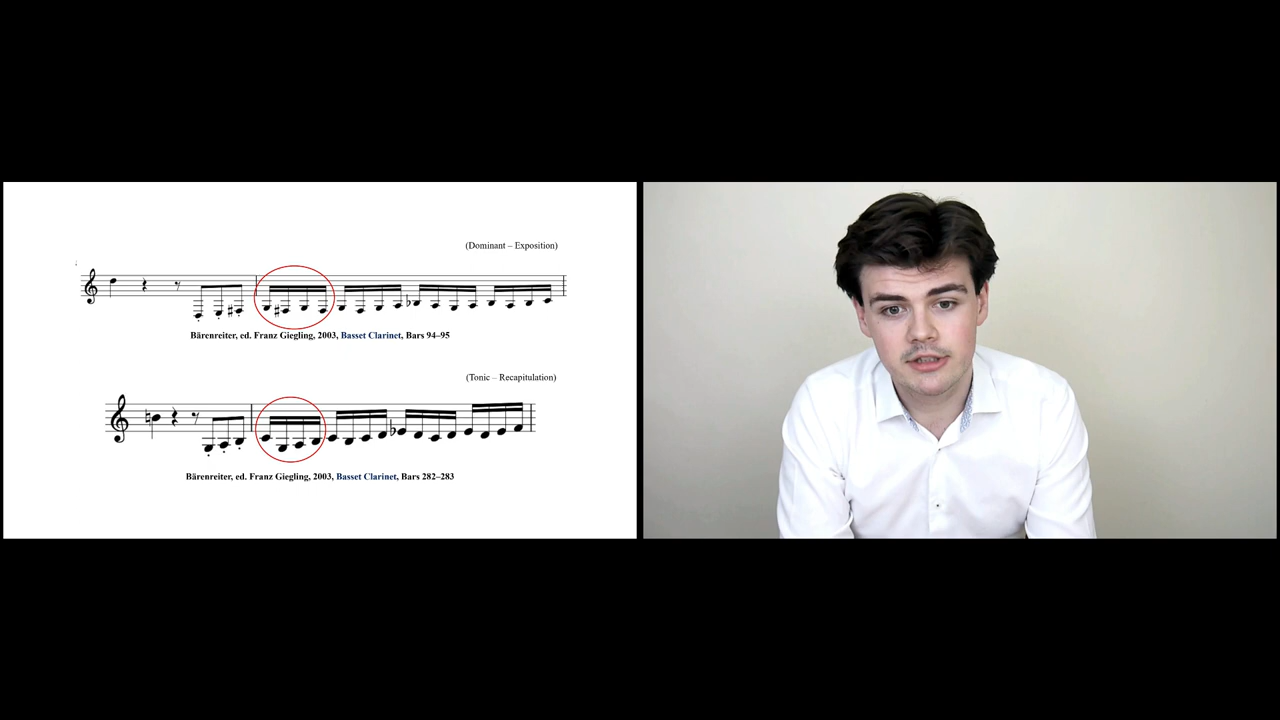 (Dominant – Exposition)
Bärenreiter, ed. Franz Giegling, 2003, Basset Clarinet, Bars 94–95
(Tonic – Recapitulation)
Bärenreiter, ed. Franz Giegling, 2003, Basset Clarinet, Bars 282–283